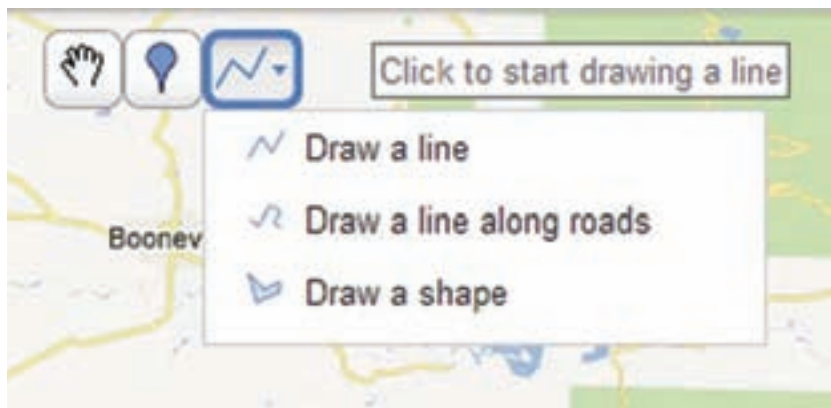 Click to start drawing a line
Draw a line
Draw a line along roads
Boonev
Draw a shape